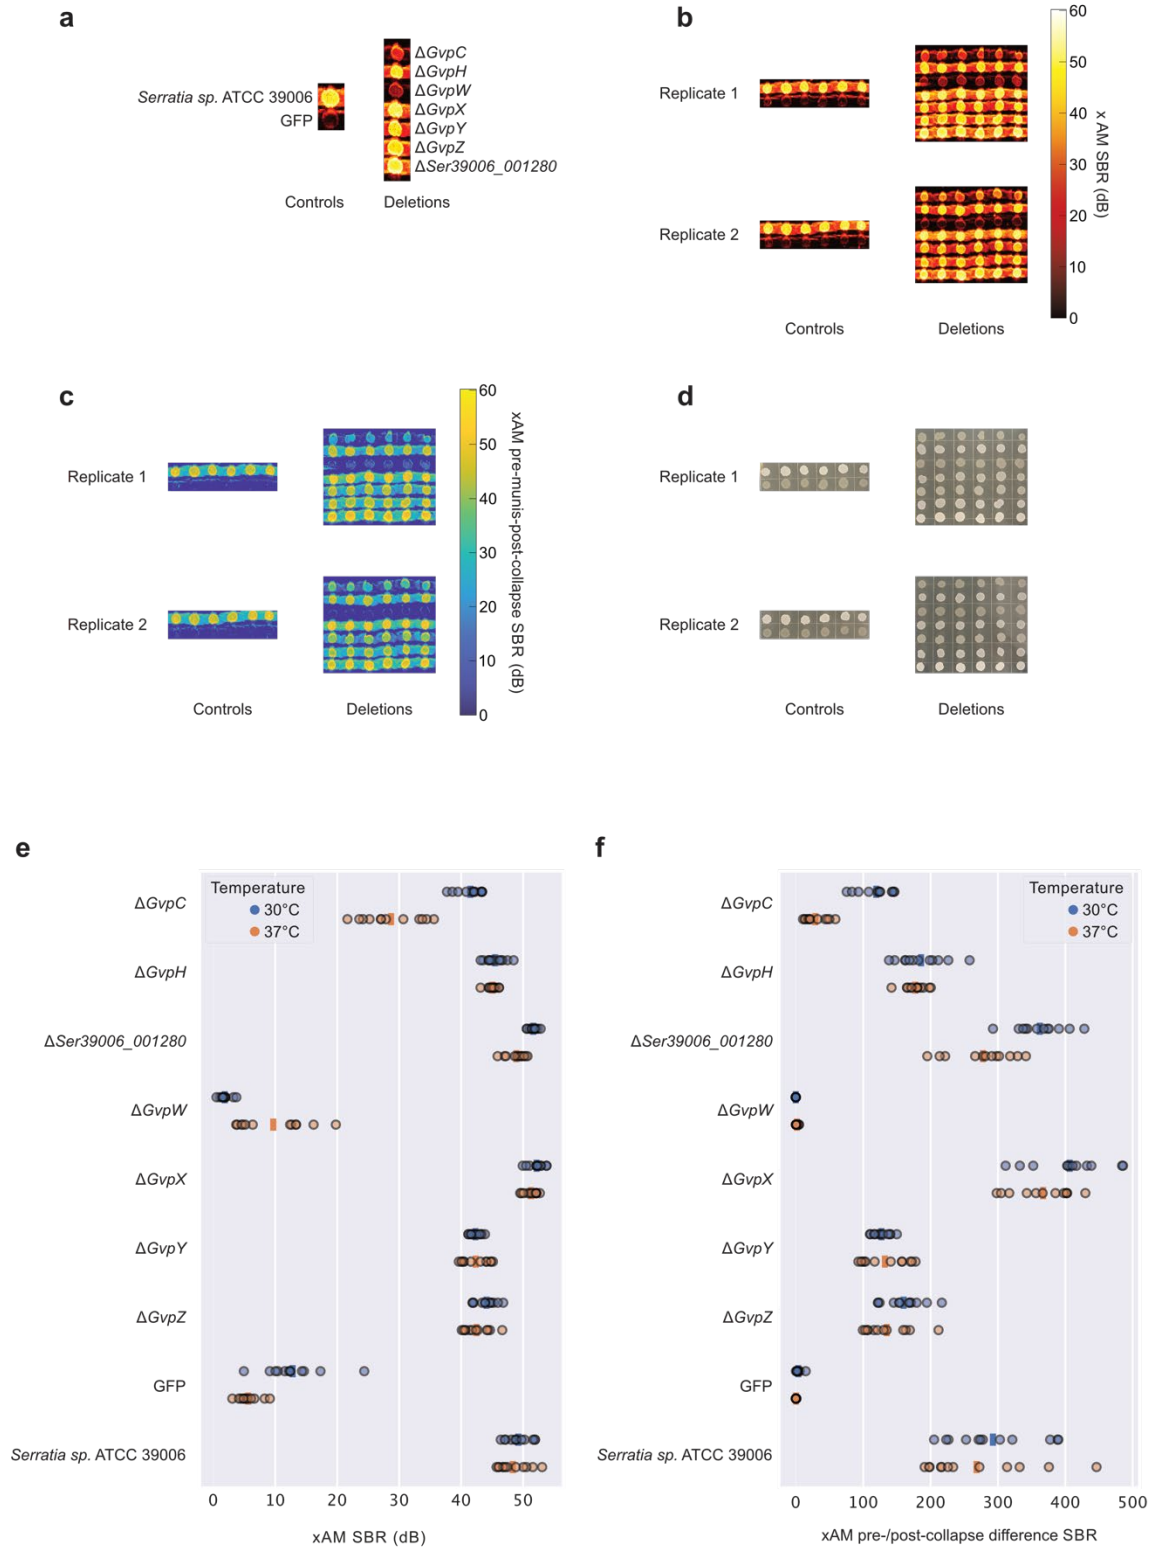 a
ΔGvpC
ΔGvpH
ΔGvpW
ΔGvpX
ΔGvpY
ΔGvpZ
ΔSer39006_001280
Serratia sp. ATCC 39006
GFP
Controls
Deletions
b
Replicate 1
Replicate 2
Controls
Deletions
60
50
40
30
20
10
0
x AM SBR (dB)
c
Replicate 1
Replicate 2
Controls
Deletions
60
50
40
30
20
10
0
xAM pre-munis-post-collapse SBR (dB)
d
Replicate 1
Replicate 2
Controls
Deletions
e
Temperature
30°C
37°C
ΔGvpC
ΔGvpH
ΔSer39006_001280
ΔGvpW
ΔGvpX
ΔGvpY
ΔGvpZ
GFP
Serratia sp. ATCC 39006
0 10 20 30 40 50
xAM SBR (dB)
f
Temperature
30°C
37°C
ΔGvpC
ΔGvpH
ΔSer39006_001280
ΔGvpW
ΔGvpX
ΔGvpY
ΔGvpZ
GFP
Serratia sp. ATCC 39006
0 100 200 300 400 500
xAM pre-/post-collapse difference SBR